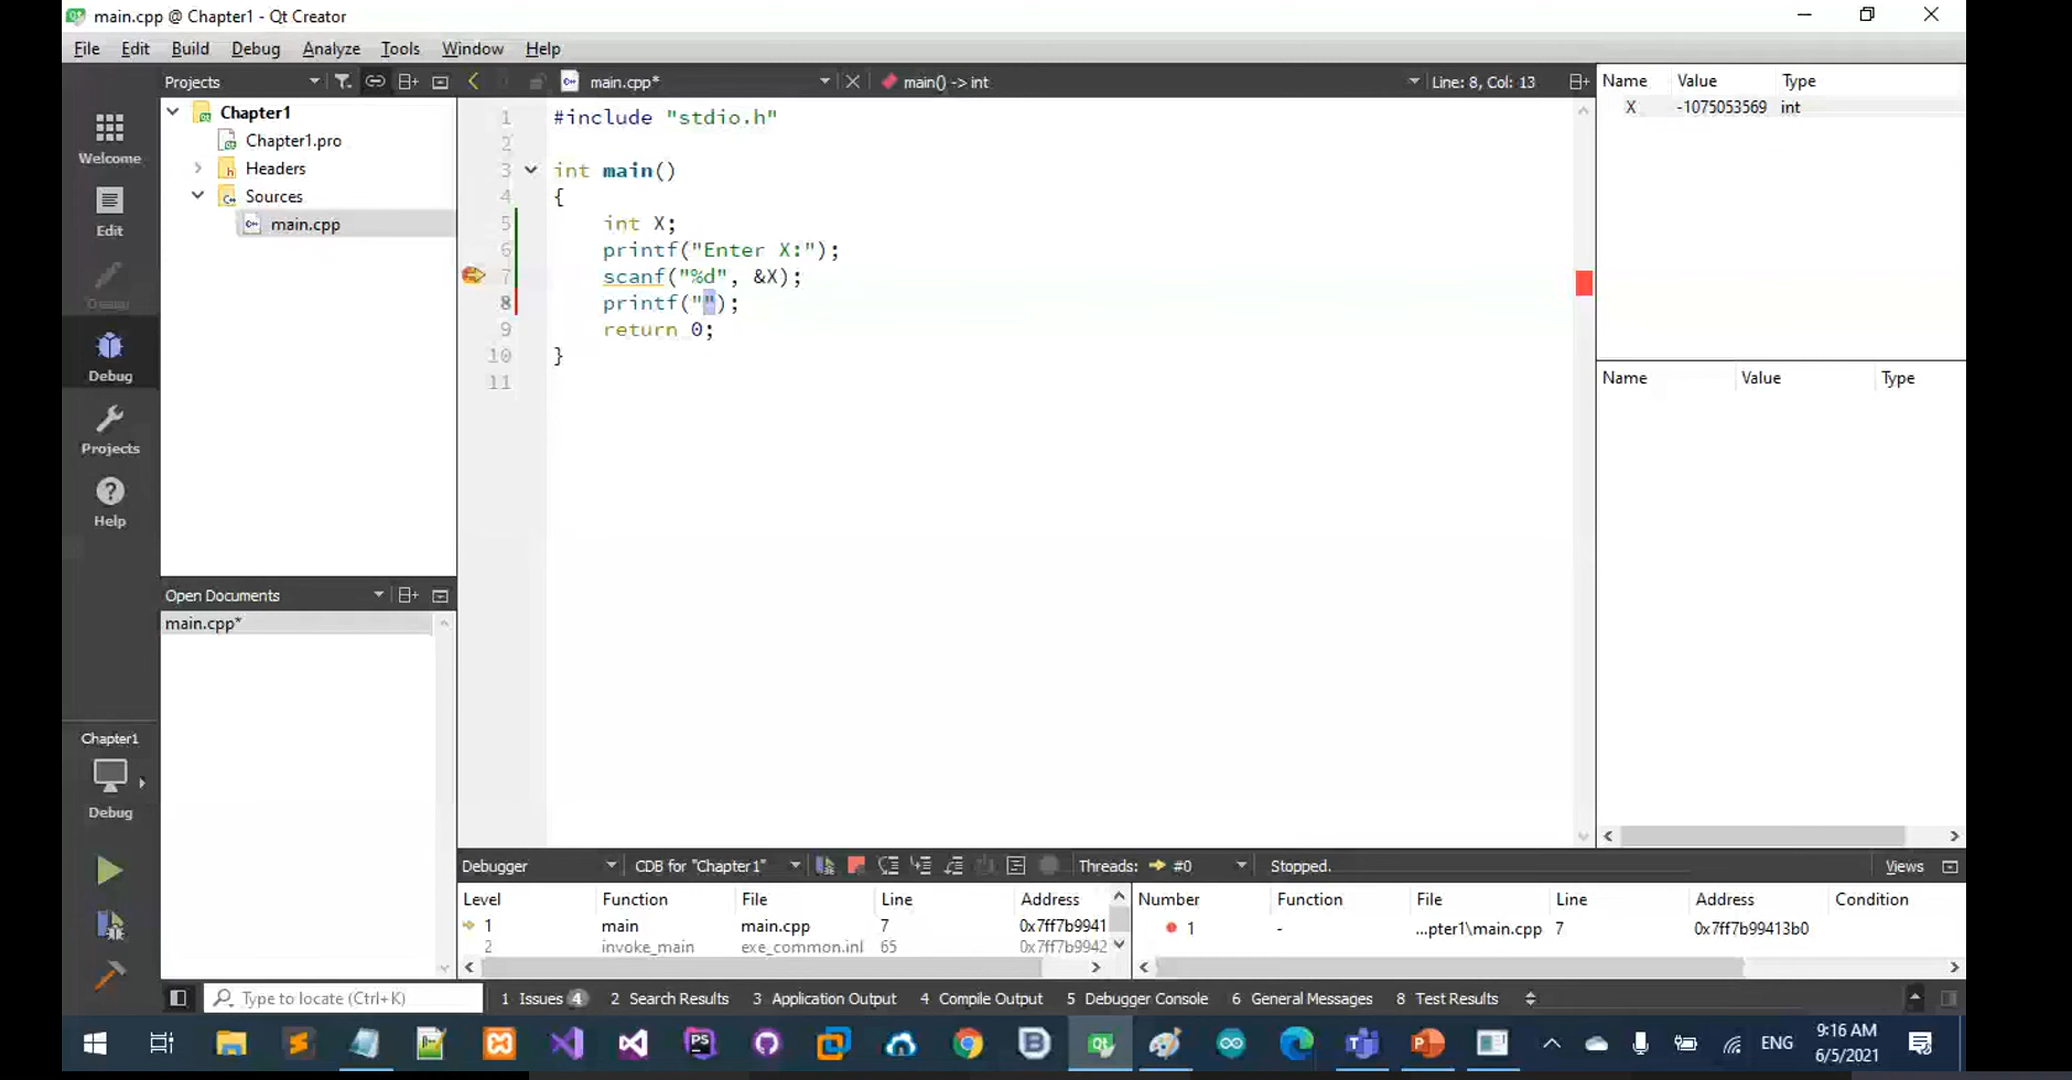 main.cpp @ Chapter1 - Qt Creator
File Edit Build Debug Analyze Tools Window Help
Projects
main.cpp*
main() -> int
Line: 8, Col: 13
Name Value Type
X -1075053569 int
Chapter1
Chapter1.pro
Headers
Sources
main.cpp
Welcome
Edit
Design
Debug
Projects
Help
1 #include "stdio.h"
2
3 int main()
4 {
5 int X;
6 printf("Enter X:");
7 scanf("%d", &X);
8 printf("");
9 return 0;
10 }
11
Name Value Type
Open Documents
main.cpp*
Chapter1
Debug
Debugger CDB for "Chapter1" Threads: #0 Stopped. Views
Level Function File Line Address
1 main main.cpp 7 0x7ff7b9941
2 invoke_main exe_common.inl 65 0x7ff7b9942
Number Function File Line Address Condition
1 - ...pter1\main.cpp 7 0x7ff7b99413b0
Type to locate (Ctrl+K)
1 Issues 4 2 Search Results 3 Application Output 4 Compile Output 5 Debugger Console 6 General Messages 8 Test Results
ENG
9:16 AM
6/5/2021